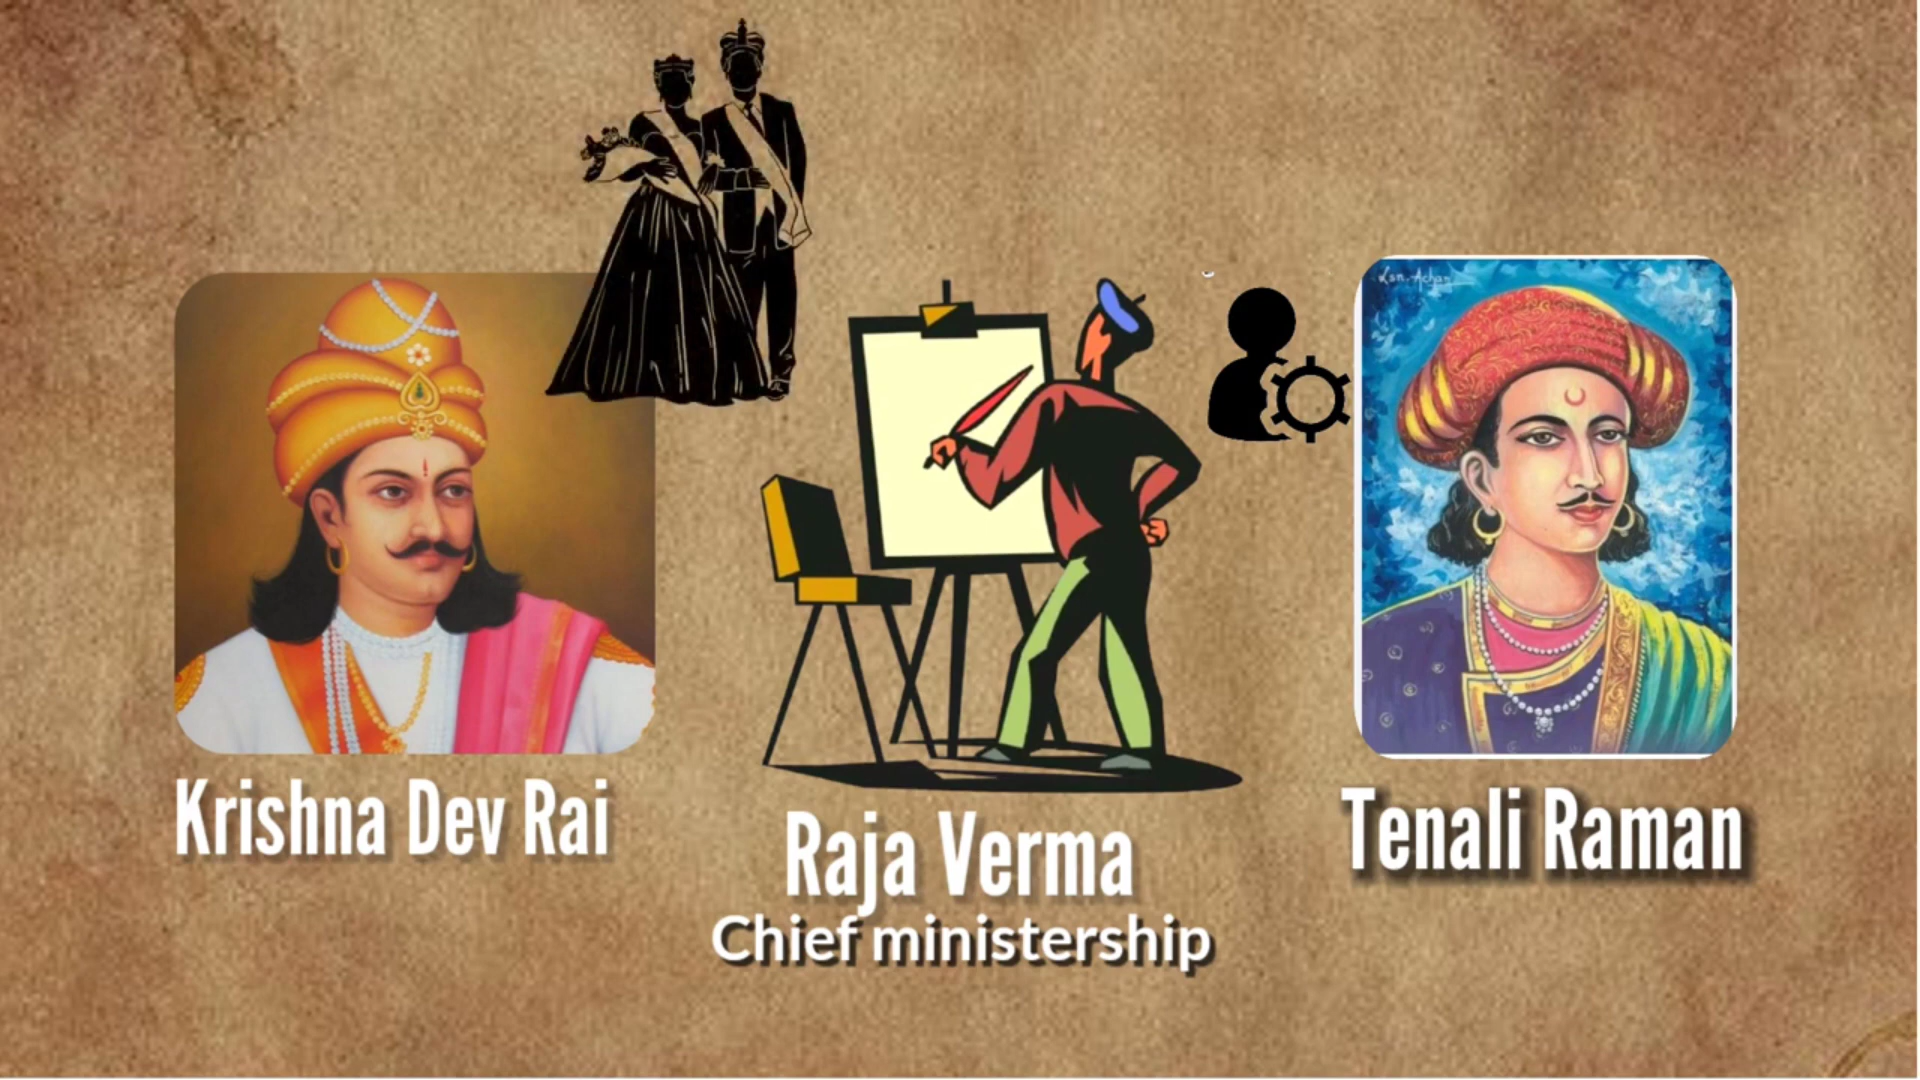 Krishna Dev Rai
Raja Verma
Chief ministership
Tenali Raman